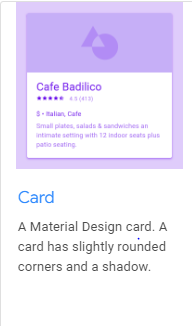 Cafe Badilico
4.5 (413)
$ • Italian, Cafe
Small plates, salads & sandwiches an
intimate setting with 12 indoor seats plus
patio seating.
Card
A Material Design card. A
card has slightly rounded
corners and a shadow.